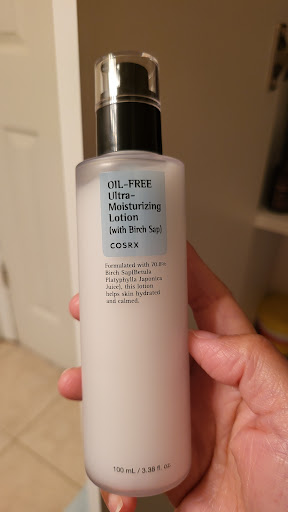 OIL-FREE
Ultra-
Moisturizing
Lotion
(with Birch Sap)
COSRX
Formulated with 70.0%
Birch Sap(Betula
Platyphylla Japonica
Juice), this lotion
helps skin hydrated
and calmed.
100 mL / 3.38 fl. oz.